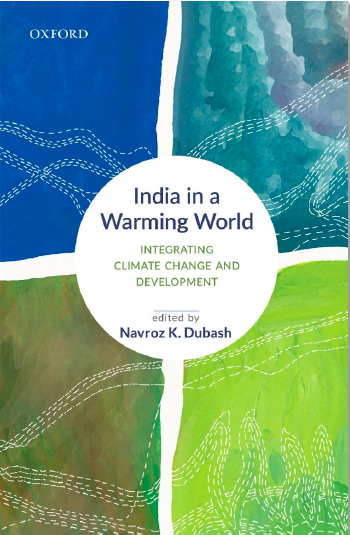 OXFORD
India in a
Warming World
INTEGRATING
CLIMATE CHANGE AND
DEVELOPMENT
edited by
Navroz K. Dubash